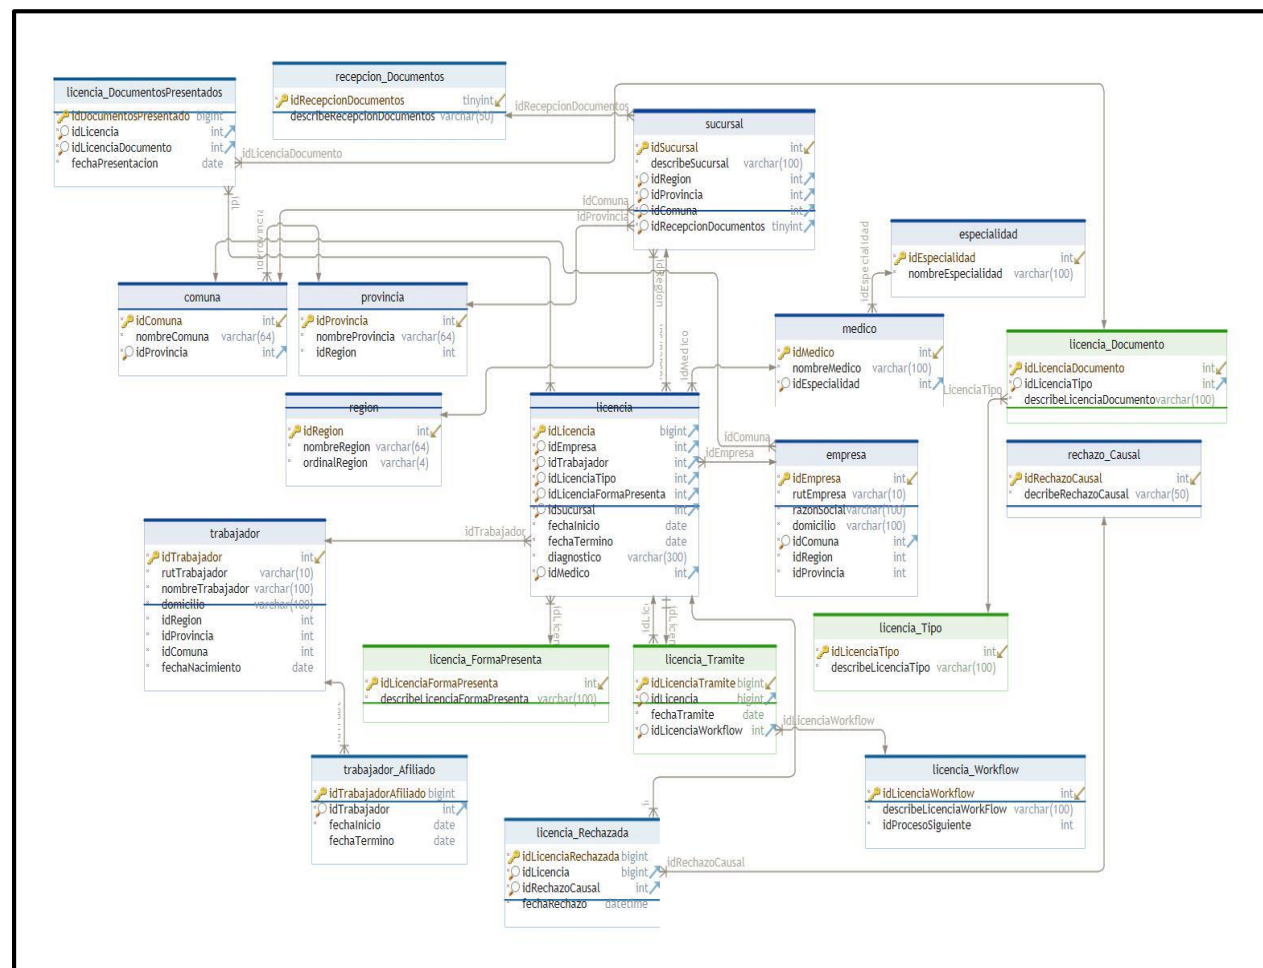 recepcion_Documentos
idRecepcionDocumentos tinyint
describeRecepcionDocumentos varchar(50)
licencia_DocumentosPresentados
idDocumentosPresentado bigint
idLicencia int
idLicenciaDocumento int
fechaPresentacion date
idRecepcionDocumentos
idLicenciaDocumento
sucursal
idSucursal int
describeSucursal varchar(100)
idRegion int
idProvincia int
idComuna int
idRecepcionDocumentos tinyint
idComuna
idProvincia
idProvincia
idRegion
idMedico
idEspecialidad
especialidad
idEspecialidad int
nombreEspecialidad varchar(100)
comuna
idComuna int
nombreComuna varchar(64)
idProvincia int
provincia
idProvincia int
nombreProvincia varchar(64)
idRegion int
medico
idMedico int
nombreMedico varchar(100)
idEspecialidad int
licencia_Documento
idLicenciaDocumento int
idLicenciaTipo int
describeLicenciaDocumento varchar(100)
LicenciaTipo
region
idRegion int
nombreRegion varchar(64)
ordinalRegion varchar(4)
licencia
idLicencia bigint
idEmpresa int
idTrabajador int
idLicenciaTipo int
idLicenciaFormaPresenta int
idSucursal int
fechaInicio date
fechaTermino date
diagnostico varchar(300)
idMedico int
idComuna
idEmpresa
empresa
idEmpresa int
rutEmpresa varchar(10)
razonSocial varchar(100)
domicilio varchar(100)
idComuna int
idRegion int
idProvincia int
rechazo_Causal
idRechazoCausal int
decribeRechazoCausal varchar(50)
trabajador
idTrabajador int
rutTrabajador varchar(10)
nombreTrabajador varchar(100)
domicilio varchar(100)
idRegion int
idProvincia int
idComuna int
fechaNacimiento date
idTrabajador
licencia_FormaPresenta
idLicenciaFormaPresenta int
describeLicenciaFormaPresenta varchar(100)
licencia_Tramite
idLicenciaTramite bigint
idLicencia bigint
fechaTramite date
idLicenciaWorkflow int
licencia_Tipo
idLicenciaTipo int
describeLicenciaTipo varchar(100)
idLicenciaWorkflow
trabajador_Afiliado
idTrabajadorAfiliado bigint
idTrabajador int
fechaInicio date
fechaTermino date
licencia_Workflow
idLicenciaWorkflow int
describeLicenciaWorkFlow varchar(100)
idProcesoSiguiente int
licencia_Rechazada
idLicenciaRechazada bigint
idLicencia bigint
idRechazoCausal int
fechaRechazo datetime
idRechazoCausal